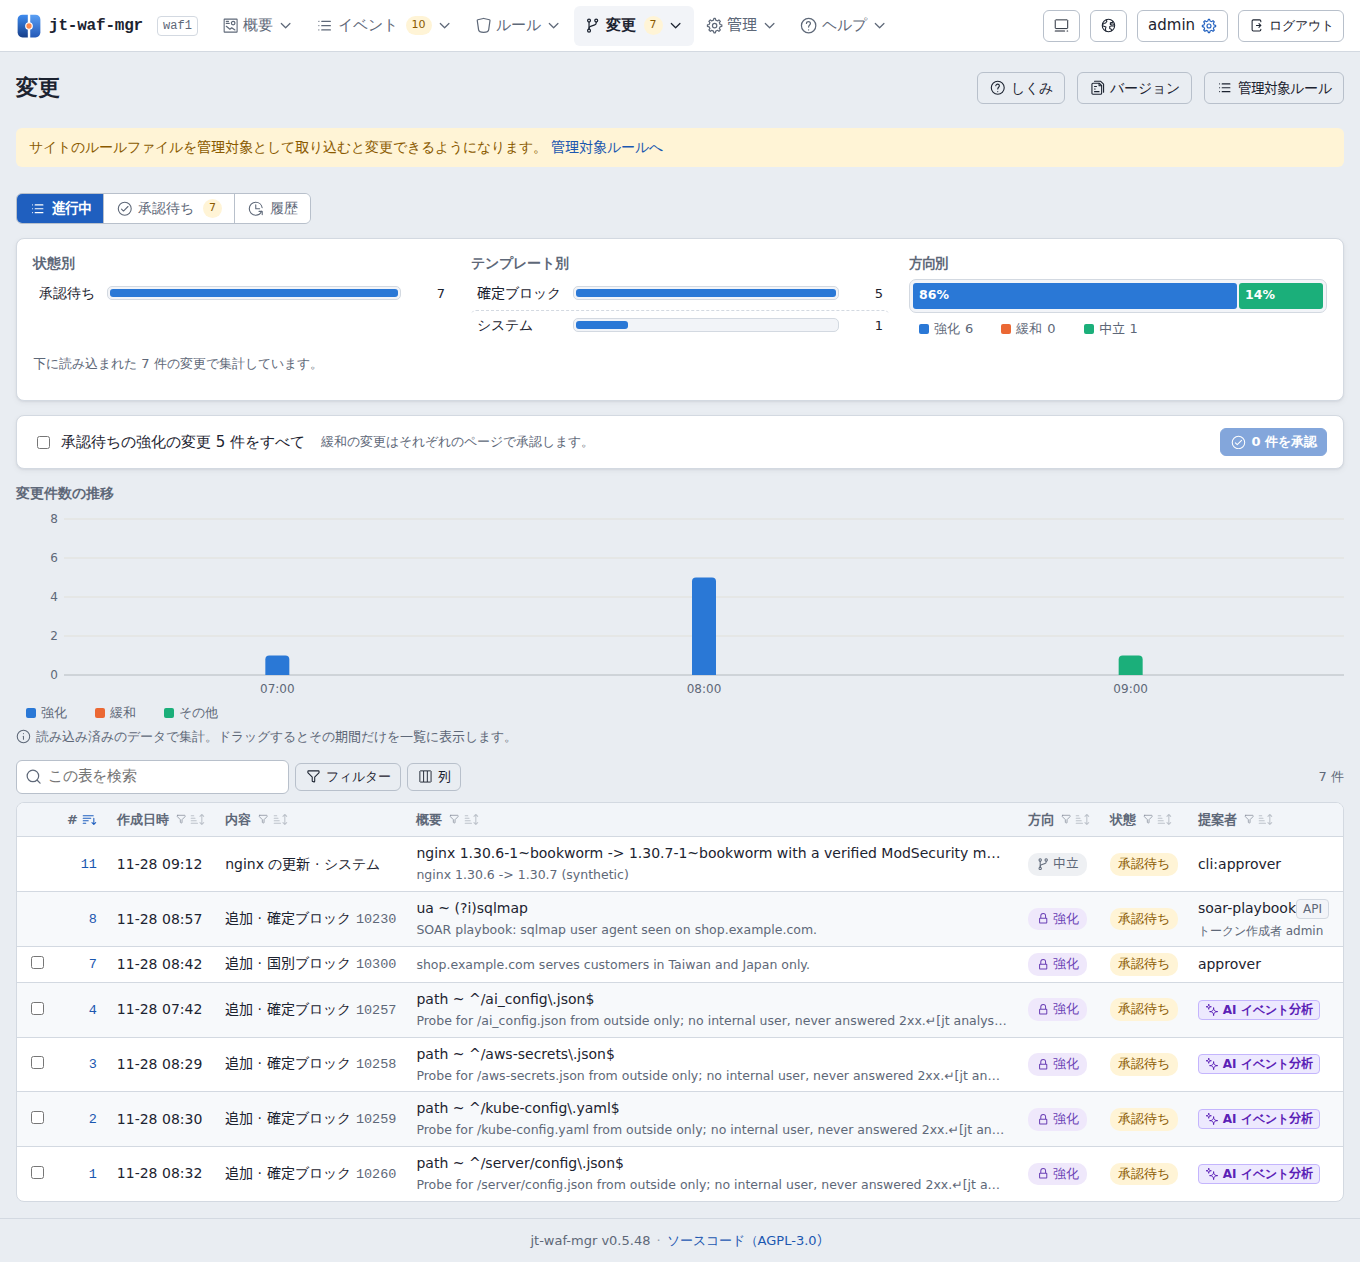 jt-waf-mgr waf1 概要 イベント 10 ルール 変更 7 管理 ヘルプ admin ログアウト
変更 しくみ バージョン 管理対象ルール
サイトのルールファイルを管理対象として取り込むと変更できるようになります。 管理対象ルールへ
進行中 承認待ち 7 履歴
状態別 テンプレート別 方向別
承認待ち 7 確定ブロック 5 86% 14%
システム 1 強化 6 緩和 0 中立 1
下に読み込まれた 7 件の変更で集計しています。
承認待ちの強化の変更 5 件をすべて 緩和の変更はそれぞれのページで承認します。 0 件を承認
変更件数の推移
8
6
4
2
0
07:00 08:00 09:00
強化 緩和 その他
読み込み済みのデータで集計。ドラッグするとその期間だけを一覧に表示します。
この表を検索 フィルター 列 7 件
# 作成日時 内容 概要 方向 状態 提案者
11 11-28 09:12 nginx の更新 · システム nginx 1.30.6-1~bookworm -> 1.30.7-1~bookworm with a verified ModSecurity m… 中立 承認待ち cli:approver
nginx 1.30.6 -> 1.30.7 (synthetic)
8 11-28 08:57 追加 · 確定ブロック 10230 ua ~ (?i)sqlmap 強化 承認待ち soar-playbook API
SOAR playbook: sqlmap user agent seen on shop.example.com. トークン作成者 admin
7 11-28 08:42 追加 · 国別ブロック 10300 shop.example.com serves customers in Taiwan and Japan only. 強化 承認待ち approver
4 11-28 07:42 追加 · 確定ブロック 10257 path ~ ^/ai_config\.json$ 強化 承認待ち AI イベント分析
Probe for /ai_config.json from outside only; no internal user, never answered 2xx.↵[jt analys…
3 11-28 08:29 追加 · 確定ブロック 10258 path ~ ^/aws-secrets\.json$ 強化 承認待ち AI イベント分析
Probe for /aws-secrets.json from outside only; no internal user, never answered 2xx.↵[jt an…
2 11-28 08:30 追加 · 確定ブロック 10259 path ~ ^/kube-config\.yaml$ 強化 承認待ち AI イベント分析
Probe for /kube-config.yaml from outside only; no internal user, never answered 2xx.↵[jt an…
1 11-28 08:32 追加 · 確定ブロック 10260 path ~ ^/server/config\.json$ 強化 承認待ち AI イベント分析
Probe for /server/config.json from outside only; no internal user, never answered 2xx.↵[jt a…
jt-waf-mgr v0.5.48 · ソースコード（AGPL-3.0）